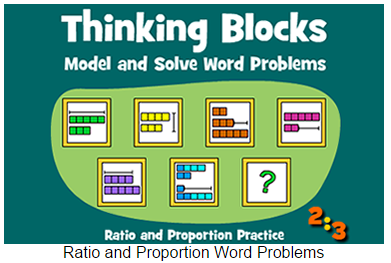 Thinking Blocks
Model and Solve Word Problems
?
Ratio and Proportion Practice
2:3
Ratio and Proportion Word Problems